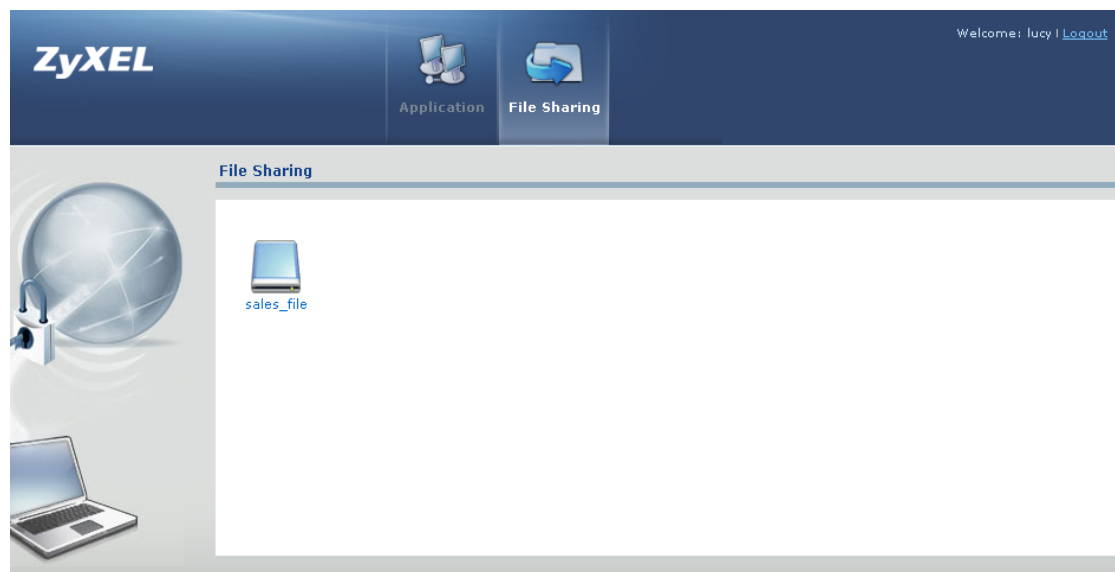 ZyXEL
Welcome: lucy | Logout
Application
File Sharing
File Sharing
sales_file